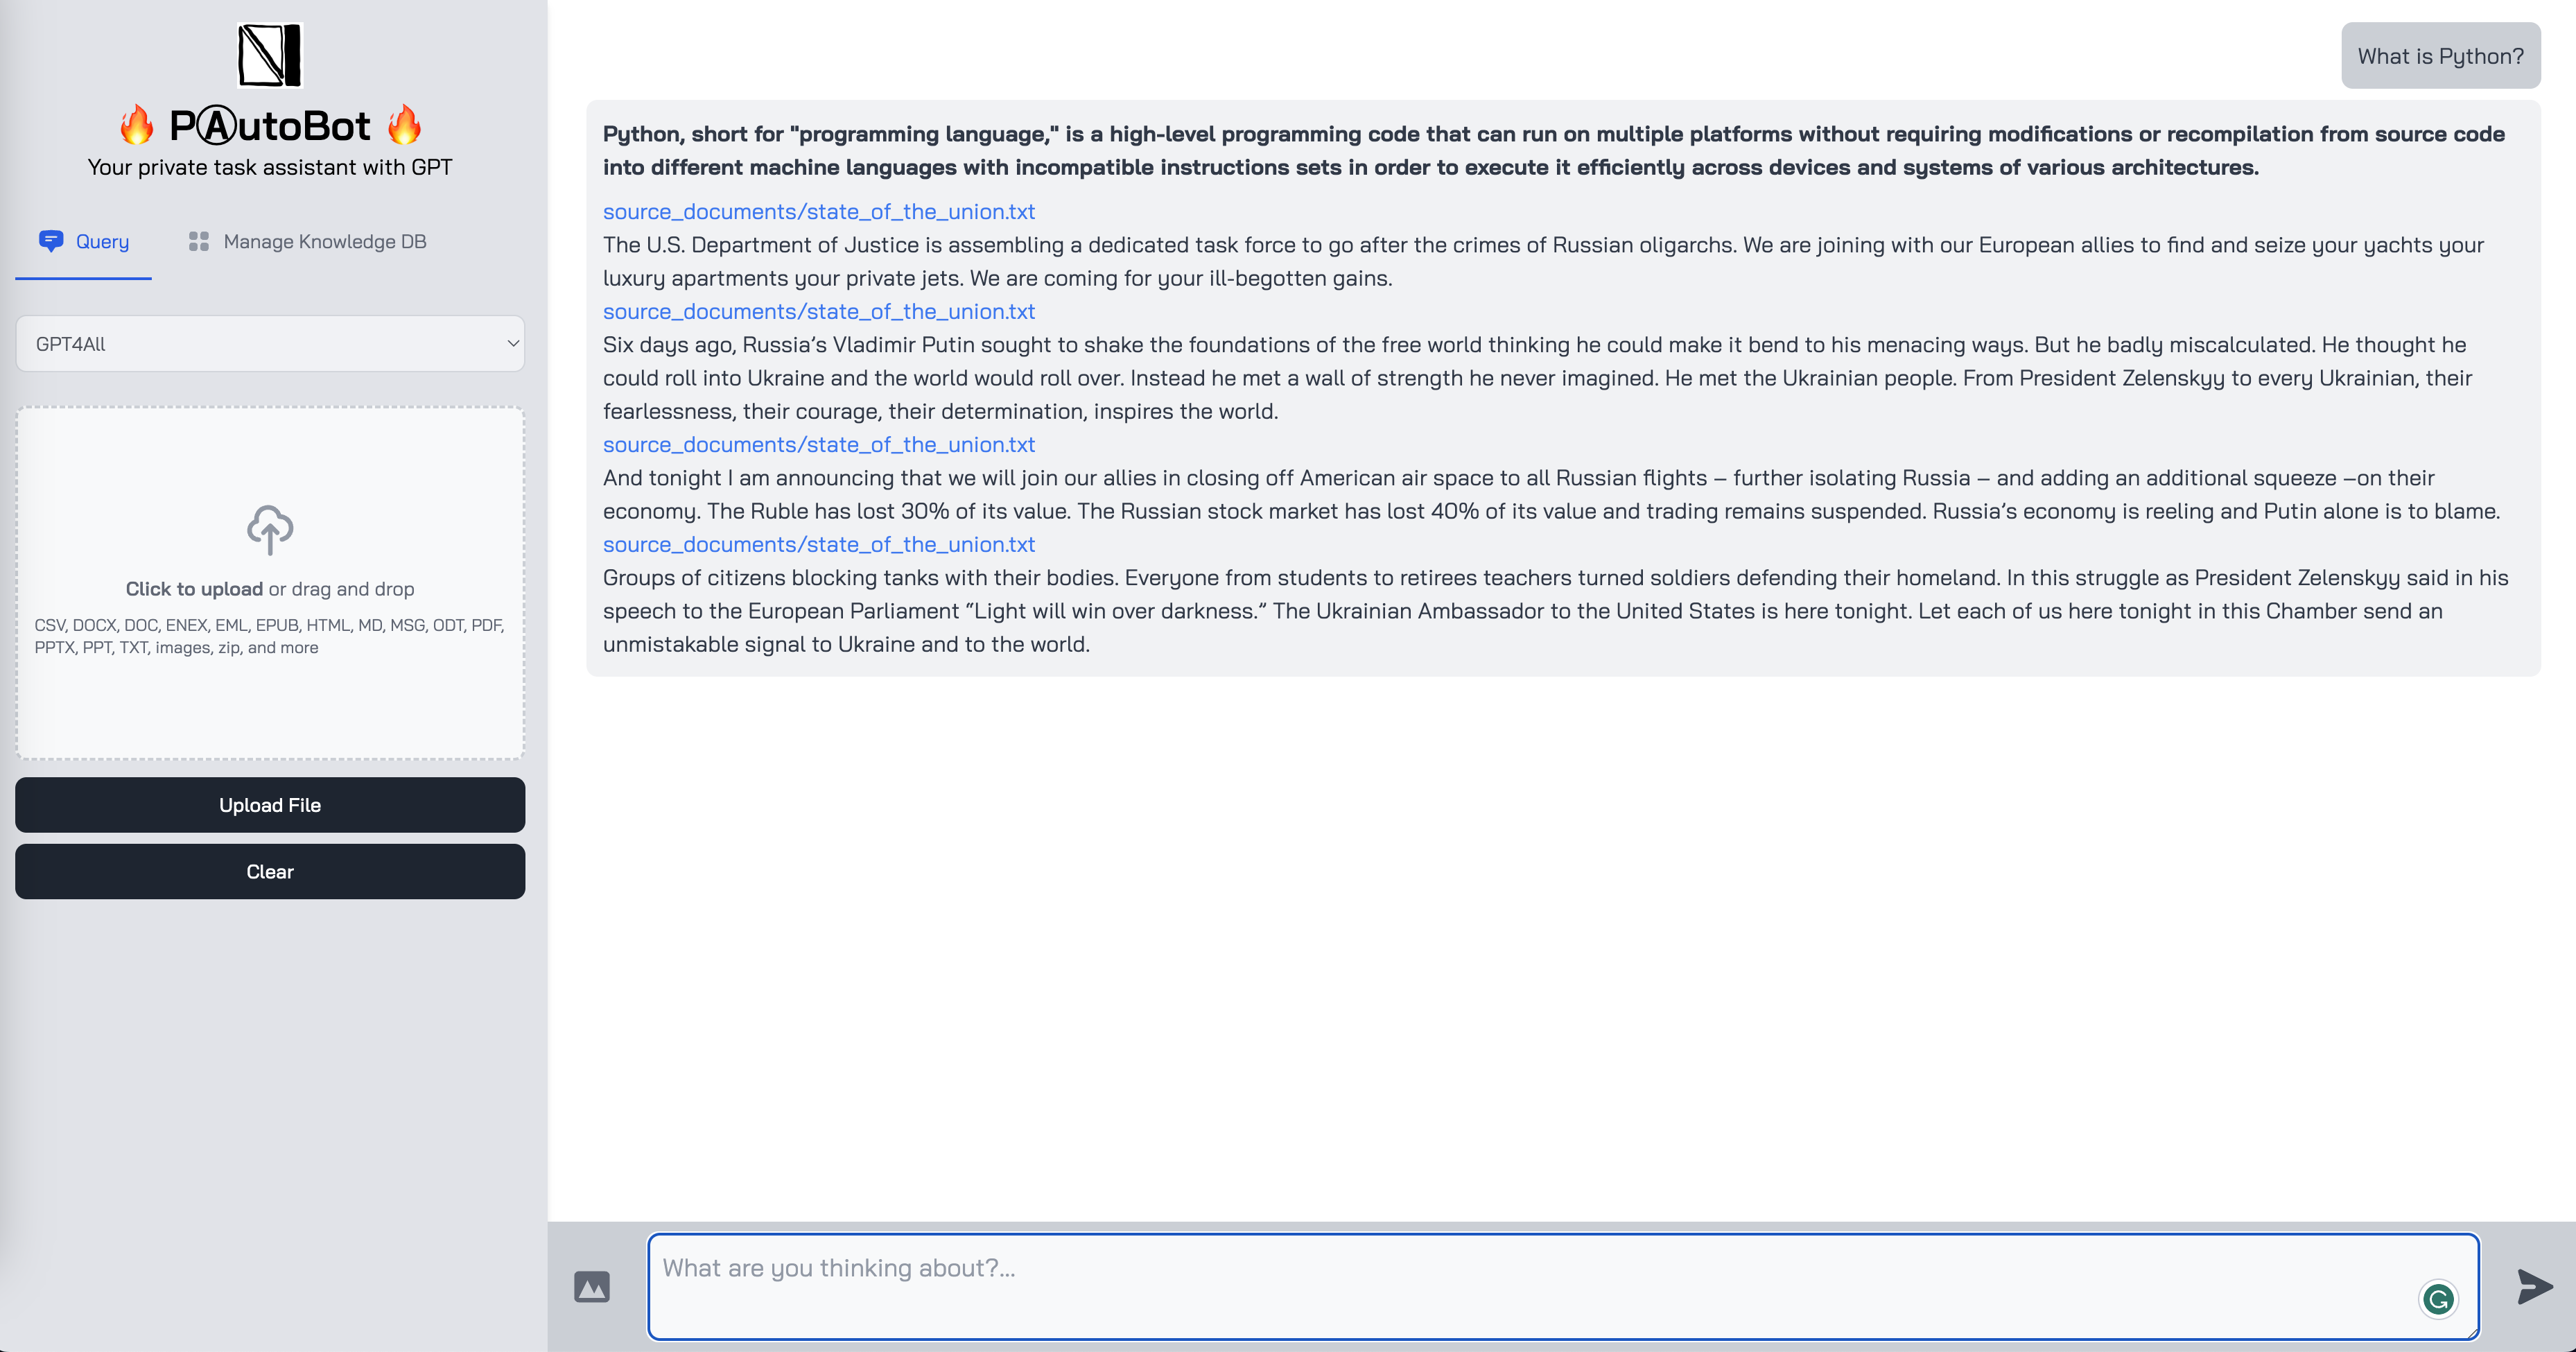 🔥 PⒶutoBot 🔥
Your private task assistant with GPT
Query
Manage Knowledge DB
GPT4All
Click to upload or drag and drop
CSV, DOCX, DOC, ENEX, EML, EPUB, HTML, MD, MSG, ODT, PDF,
PPTX, PPT, TXT, images, zip, and more
Upload File
Clear
What is Python?
Python, short for "programming language," is a high-level programming code that can run on multiple platforms without requiring modifications or recompilation from source code
into different machine languages with incompatible instructions sets in order to execute it efficiently across devices and systems of various architectures.
source_documents/state_of_the_union.txt
The U.S. Department of Justice is assembling a dedicated task force to go after the crimes of Russian oligarchs. We are joining with our European allies to find and seize your yachts your
luxury apartments your private jets. We are coming for your ill-begotten gains.
source_documents/state_of_the_union.txt
Six days ago, Russia’s Vladimir Putin sought to shake the foundations of the free world thinking he could make it bend to his menacing ways. But he badly miscalculated. He thought he
could roll into Ukraine and the world would roll over. Instead he met a wall of strength he never imagined. He met the Ukrainian people. From President Zelenskyy to every Ukrainian, their
fearlessness, their courage, their determination, inspires the world.
source_documents/state_of_the_union.txt
And tonight I am announcing that we will join our allies in closing off American air space to all Russian flights – further isolating Russia – and adding an additional squeeze –on their
economy. The Ruble has lost 30% of its value. The Russian stock market has lost 40% of its value and trading remains suspended. Russia’s economy is reeling and Putin alone is to blame.
source_documents/state_of_the_union.txt
Groups of citizens blocking tanks with their bodies. Everyone from students to retirees teachers turned soldiers defending their homeland. In this struggle as President Zelenskyy said in his
speech to the European Parliament “Light will win over darkness.” The Ukrainian Ambassador to the United States is here tonight. Let each of us here tonight in this Chamber send an
unmistakable signal to Ukraine and to the world.
What are you thinking about?...